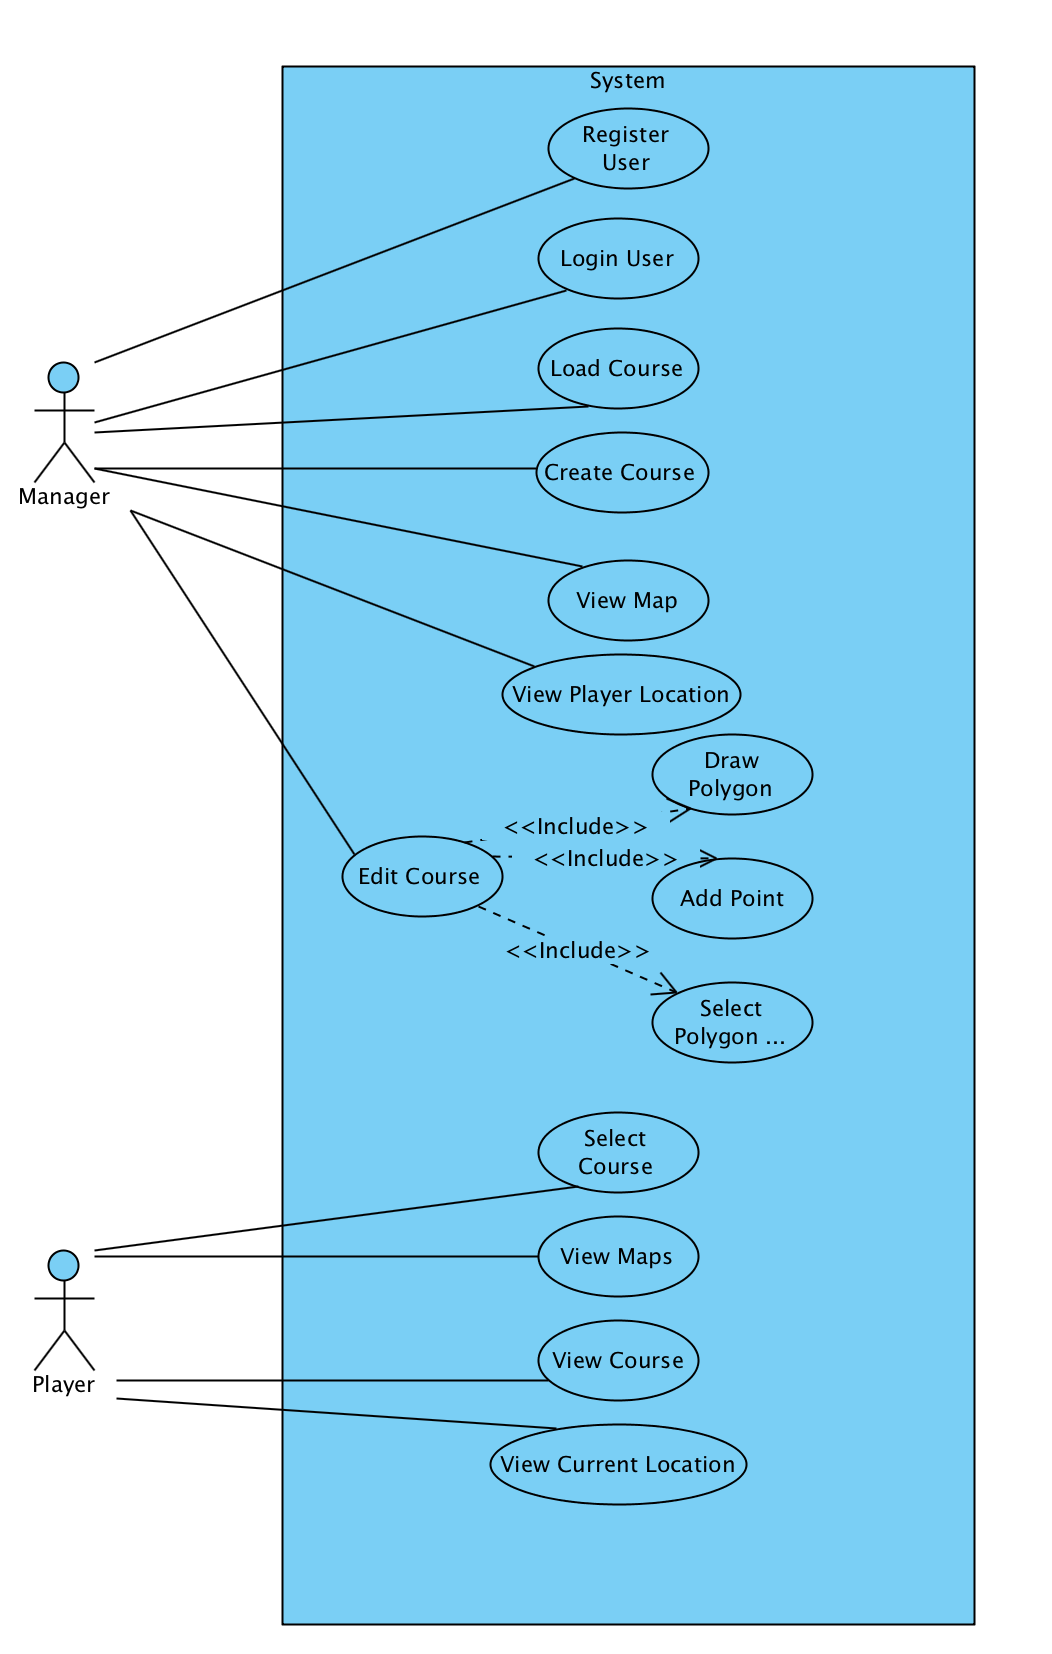 System
Register
User
Login User
Load Course
Create Course
Manager
View Map
View Player Location
Draw
Polygon
<<Include>>
<<Include>>
Edit Course
Add Point
<<Include>>
Select
Polygon ...
Select
Course
View Maps
View Course
Player
View Current Location